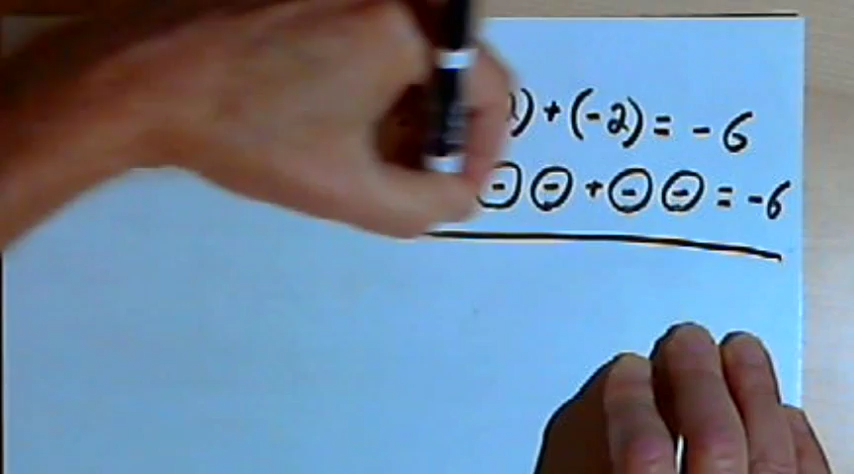 ) + (-2) = -6
⊖ ⊖ + ⊖ ⊖ = -6